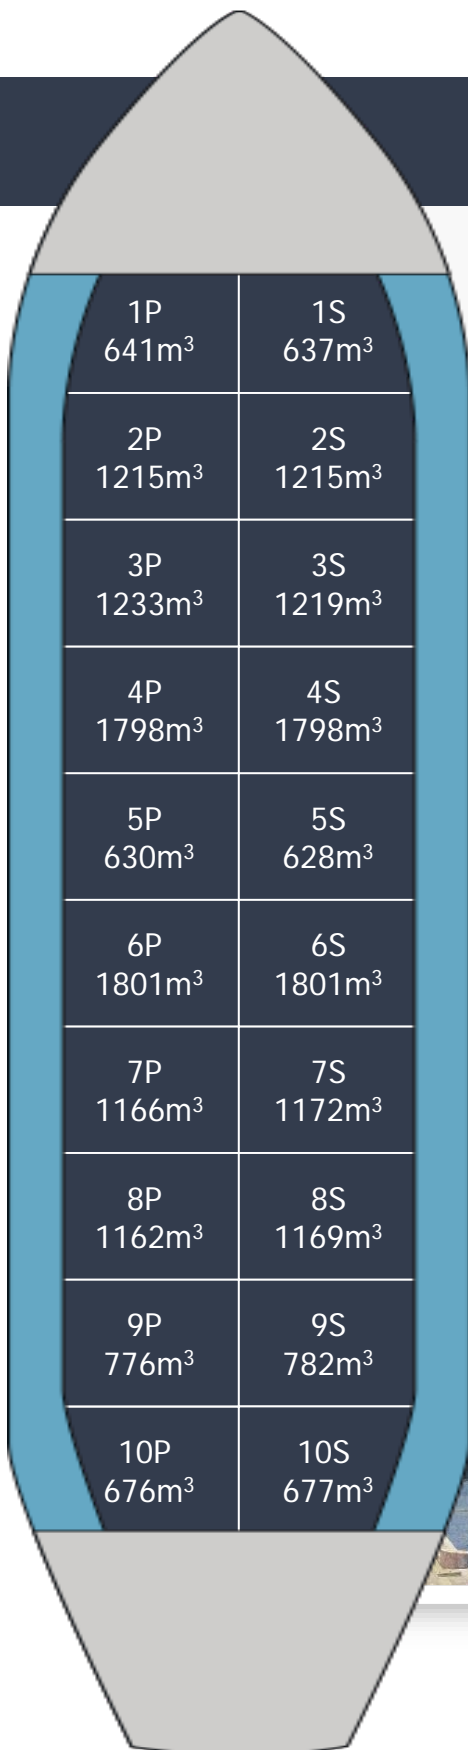 1P 1S
641m³ 637m³
2P 2S
1215m³ 1215m³
3P 3S
1233m³ 1219m³
4P 4S
1798m³ 1798m³
5P 5S
630m³ 628m³
6P 6S
1801m³ 1801m³
7P 7S
1166m³ 1172m³
8P 8S
1162m³ 1169m³
9P 9S
776m³ 782m³
10P 10S
676m³ 677m³